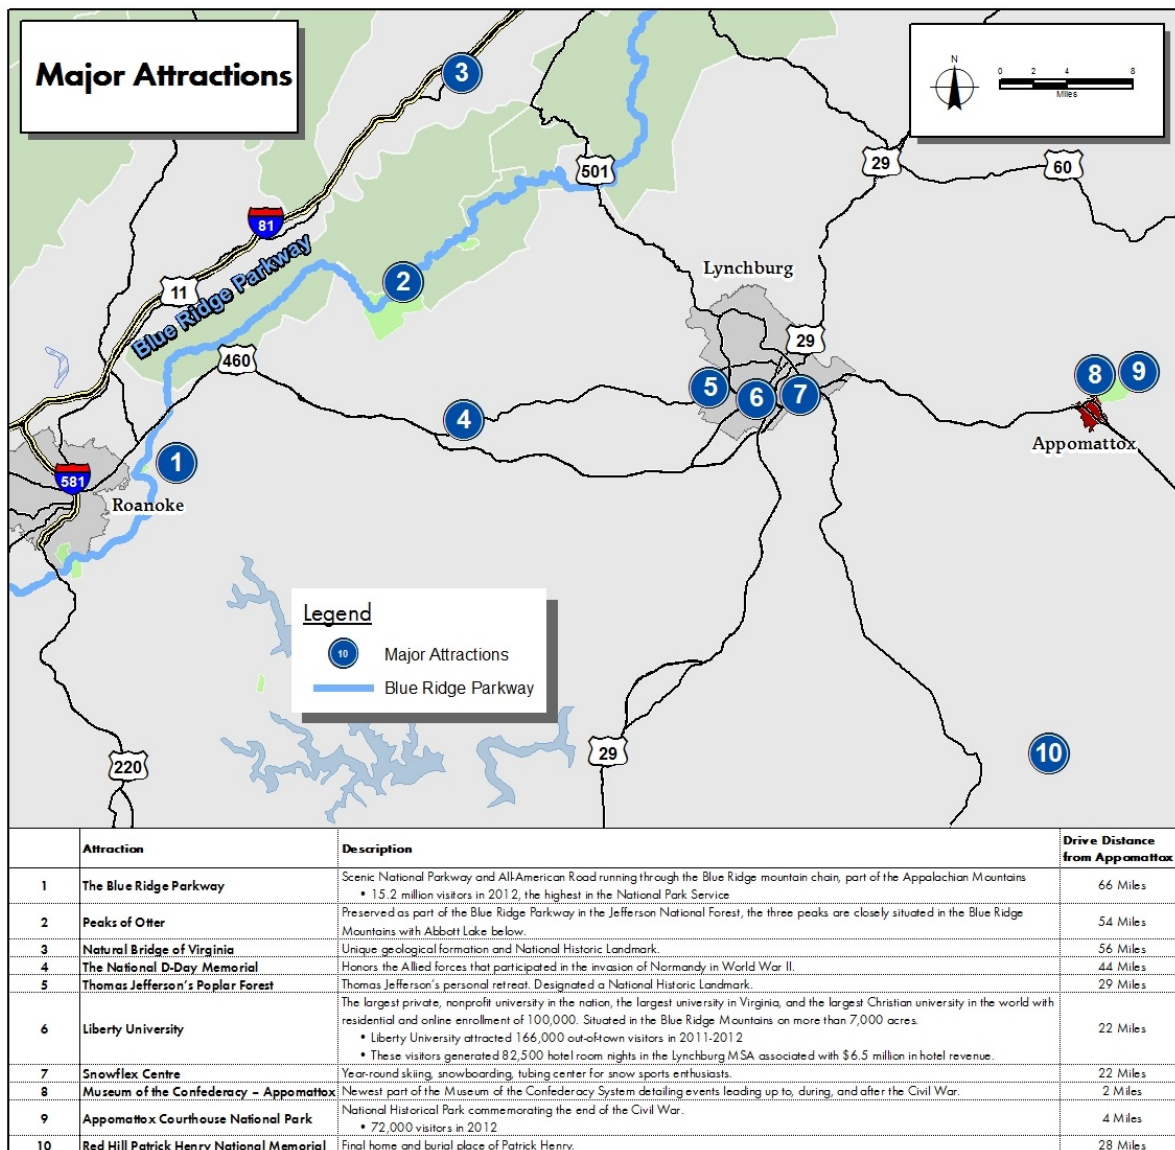 Major Attractions
N
0 2 4 8
Miles
3
501
29
60
81
11
Blue Ridge Parkway
2
Lynchburg
29
460
5
6
7
8
9
4
Appomattox
1
581
Roanoke
Legend
10 Major Attractions
Blue Ridge Parkway
220
29
10
Attraction Description Drive Distance from Appomattox
1 The Blue Ridge Parkway Scenic National Parkway and All-American Road running through the Blue Ridge mountain chain, part of the Appalachian Mountains
• 15.2 million visitors in 2012, the highest in the National Park Service 66 Miles
2 Peaks of Otter Preserved as part of the Blue Ridge Parkway in the Jefferson National Forest, the three peaks are closely situated in the Blue Ridge
Mountains with Abbott Lake below. 54 Miles
3 Natural Bridge of Virginia Unique geological formation and National Historic Landmark. 56 Miles
4 The National D-Day Memorial Honors the Allied forces that participated in the invasion of Normandy in World War II. 44 Miles
5 Thomas Jefferson's Poplar Forest Thomas Jefferson's personal retreat. Designated a National Historic Landmark. 29 Miles
6 Liberty University The largest private, nonprofit university in the nation, the largest university in Virginia, and the largest Christian university in the world with
residential and online enrollment of 100,000. Situated in the Blue Ridge Mountains on more than 7,000 acres.
• Liberty University attracted 166,000 out-of-town visitors in 2011-2012
• These visitors generated 82,500 hotel room nights in the Lynchburg MSA associated with $6.5 million in hotel revenue. 22 Miles
7 Snowflex Centre Year-round skiing, snowboarding, tubing center for snow sports enthusiasts. 22 Miles
8 Museum of the Confederacy – Appomattox Newest part of the Museum of the Confederacy System detailing events leading up to, during, and after the Civil War. 2 Miles
9 Appomattox Courthouse National Park National Historical Park commemorating the end of the Civil War.
• 72,000 visitors in 2012 4 Miles
10 Red Hill Patrick Henry National Memorial Final home and burial place of Patrick Henry. 28 Miles